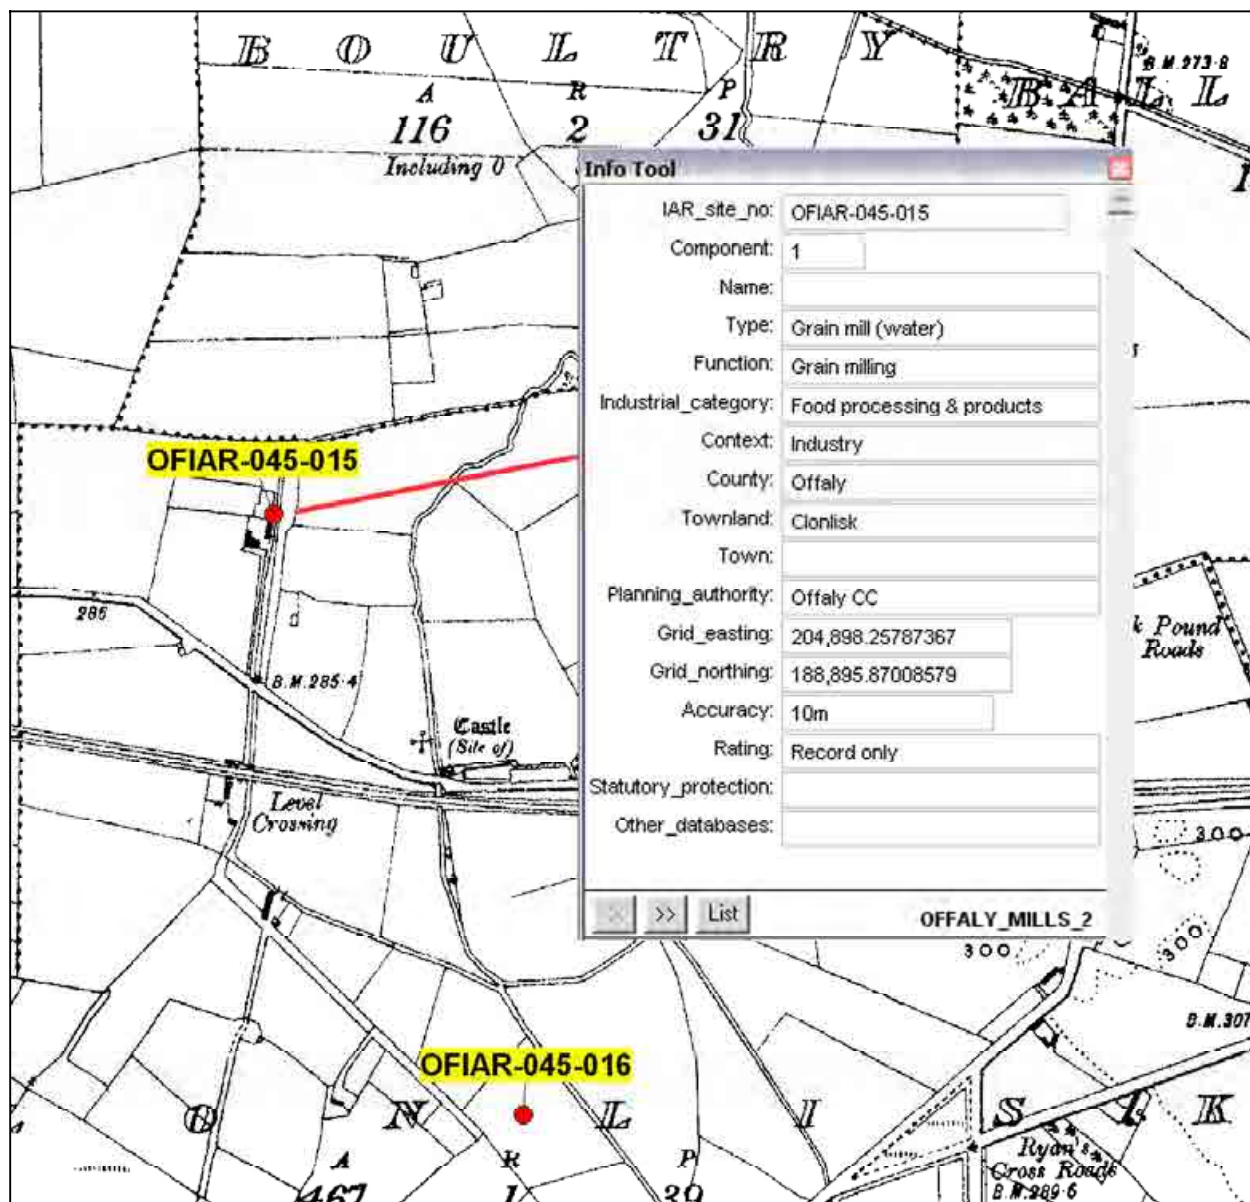 B O U L T R Y
B A L L
B.M.273·8
A R P
116 2 31
Including 0
Info Tool
IAR_site_no: OFIAR-045-015
Component: 1
Name:
Type: Grain mill (water)
Function: Grain milling
Industrial_category: Food processing & products
Context: Industry
County: Offaly
Townland: Clonlisk
Town:
Planning_authority: Offaly CC
Grid_easting: 204,898.25787367
Grid_northing: 188,895.87008579
Accuracy: 10m
Rating: Record only
Statutory_protection:
Other_databases:
>> List
OFFALY_MILLS_2
OFIAR-045-015
285
B.M.285·4
k Pound
Roads
Castle
(Site of)
Level
Crossing
300
300
300
B.M.307
OFIAR-045-016
O N L I S K
A R P
467 1 39
Ryan's
Cross Roads
B.M.289·6